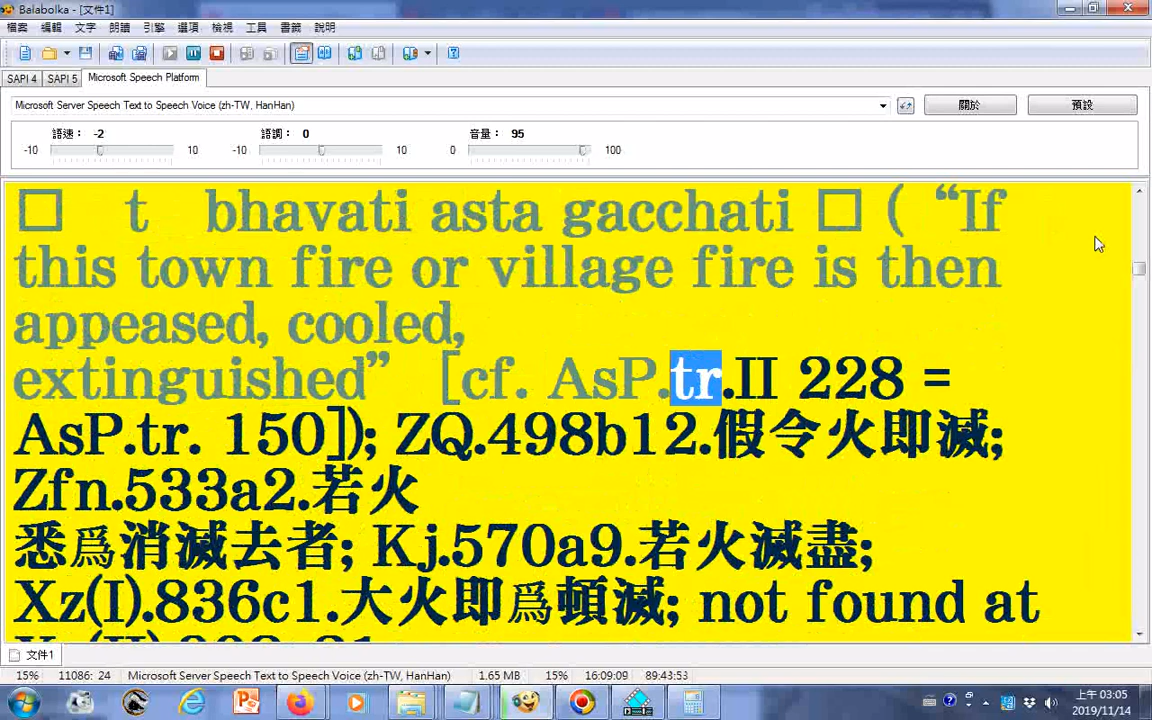 Balabolka - [文件1]
檔案 編輯 文字 朗讀 引擎 選項 檢視 工具 書籤 說明
SAPI 4 SAPI 5 Microsoft Speech Platform
Microsoft Server Speech Text to Speech Voice (zh-TW, HanHan) 關於 預設
語速： -2 語調： 0 音量： 95
-10 10 -10 10 0 100
□ t bhavati asta gacchati □ ( “If
this town fire or village fire is then
appeased, cooled,
extinguished” [cf. AsP.tr.II 228 =
AsP.tr. 150]); ZQ.498b12.假令火即滅;
Zfn.533a2.若火
悉爲消滅去者; Kj.570a9.若火滅盡;
Xz(I).836c1.大火即爲頓滅; not found at
文件1
15% 11086: 24 Microsoft Server Speech Text to Speech Voice (zh-TW, HanHan) 1.65 MB 15% 16:09:09 89:43:53
上午 03:05
2019/11/14